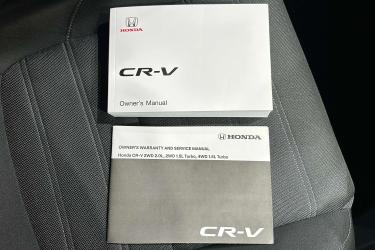 HONDA
CR-V
Owner's Manual
HONDA
OWNER'S WARRANTY AND SERVICE MANUAL
Honda CR-V 2WD 2.0L, 2WD 1.5L Turbo, 4WD 1.5L Turbo
CR-V